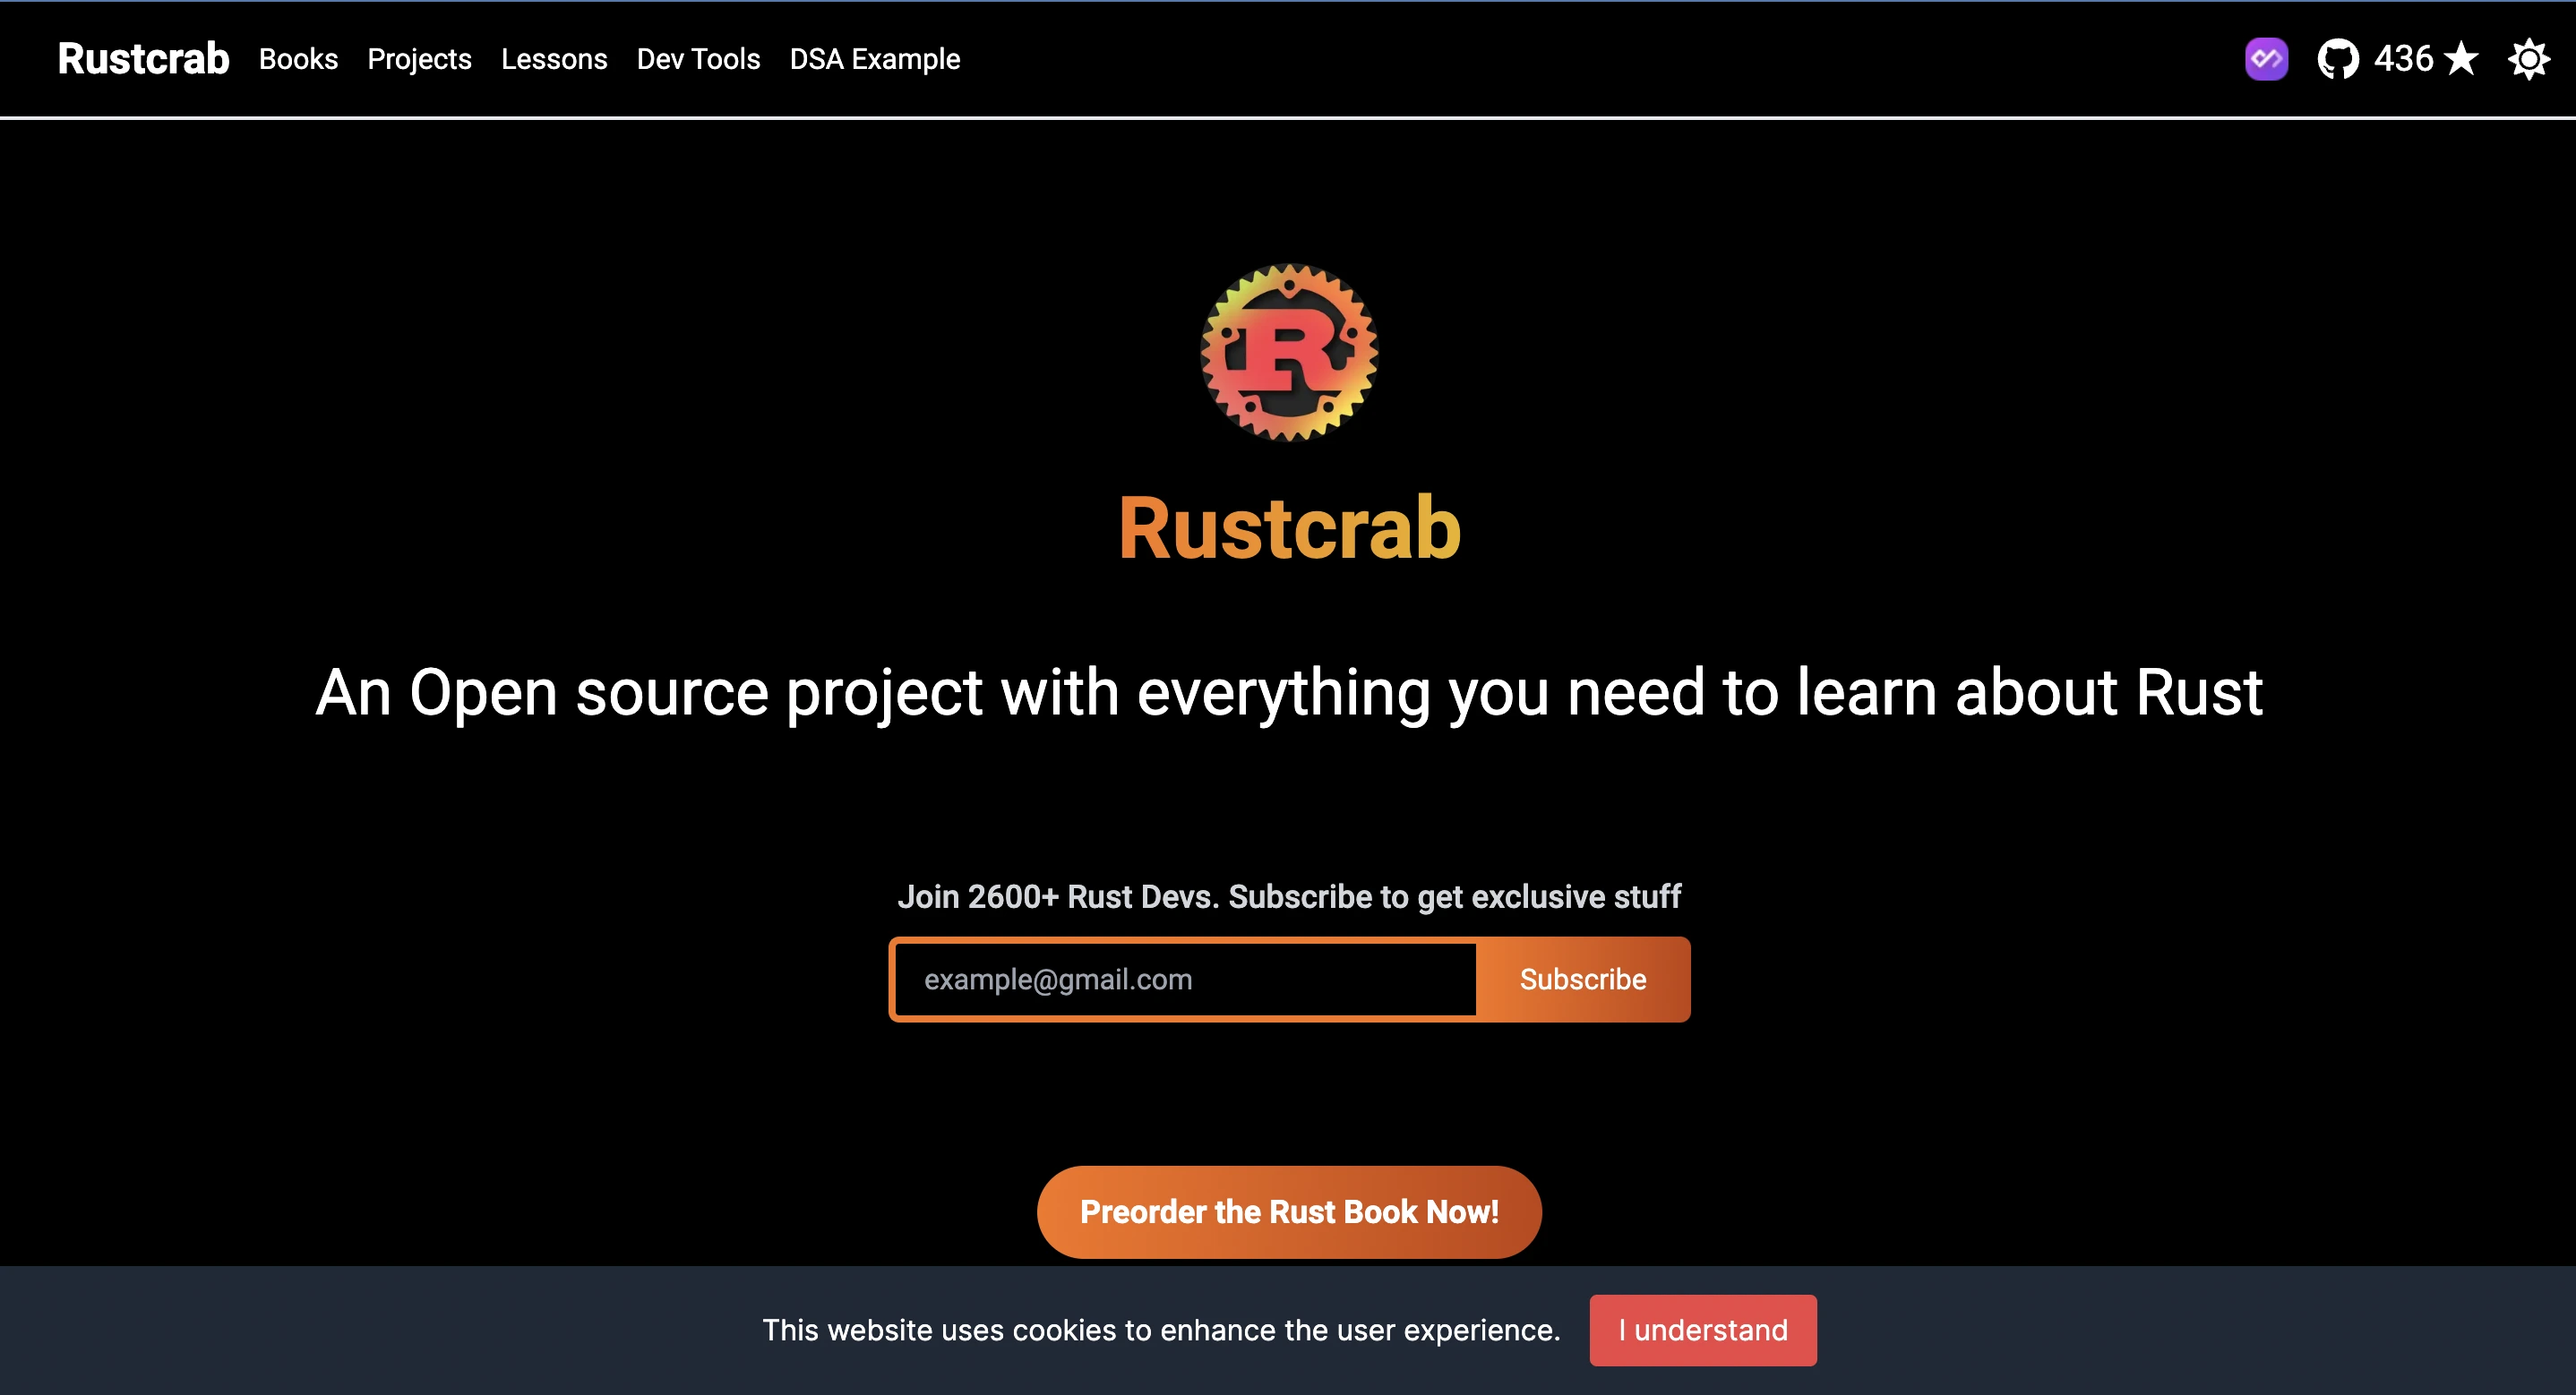 Rustcrab Books Projects Lessons Dev Tools DSA Example 436
R
Rustcrab
An Open source project with everything you need to learn about Rust
Join 2600+ Rust Devs. Subscribe to get exclusive stuff
example@gmail.com Subscribe
Preorder the Rust Book Now!
This website uses cookies to enhance the user experience. I understand